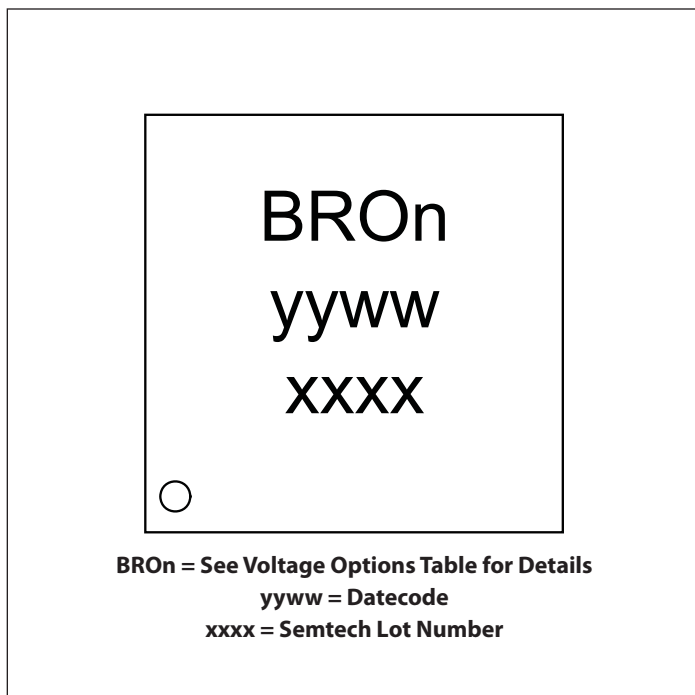 BROn
yyww
xxxx
BROn = See Voltage Options Table for Details
yyww = Datecode
xxxx = Semtech Lot Number